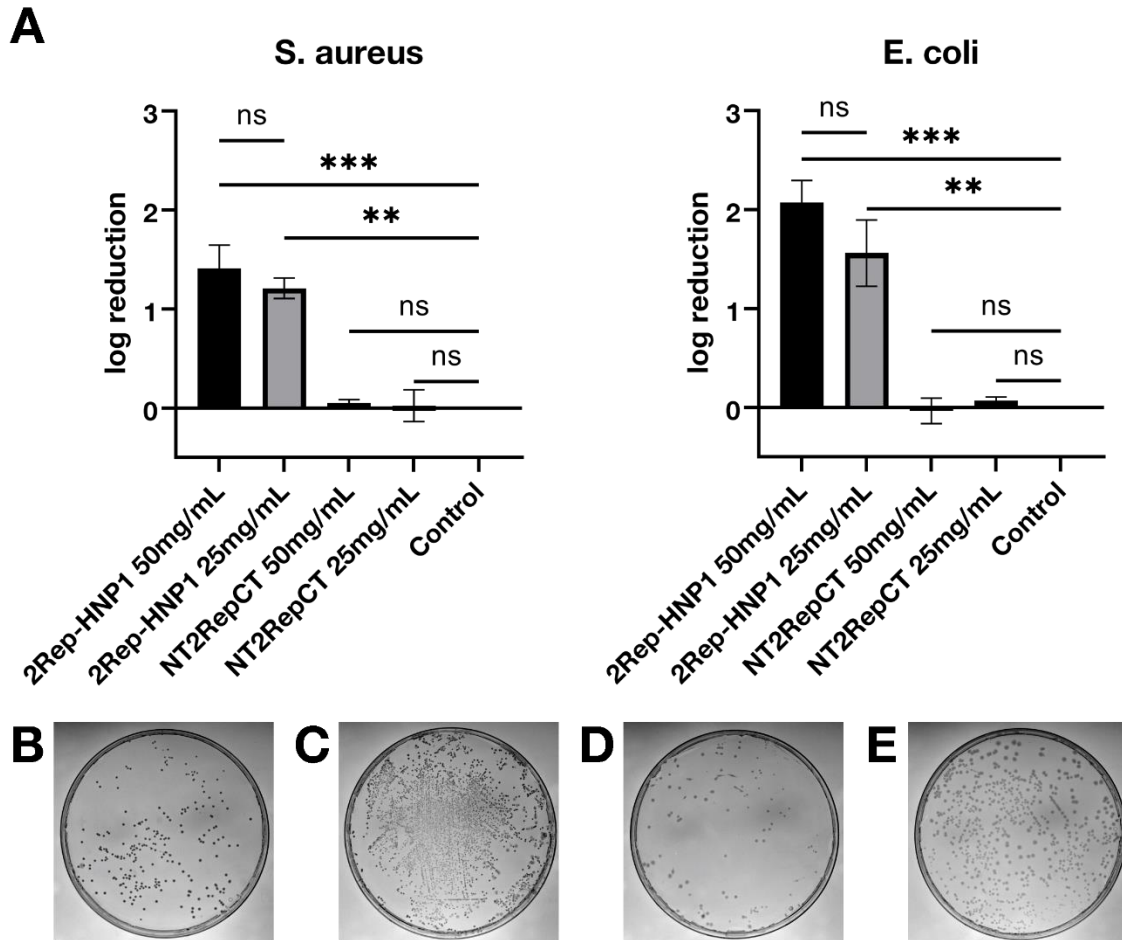 A
S. aureus
3
2
1
0
log reduction
ns
***
**
ns
ns
2Rep-HNP1 50mg/mL
2Rep-HNP1 25mg/mL
NT2RepCT 50mg/mL
NT2RepCT 25mg/mL
Control
E. coli
3
2
1
0
log reduction
ns
***
**
ns
ns
2Rep-HNP1 50mg/mL
2Rep-HNP1 25mg/mL
NT2RepCT 50mg/mL
NT2RepCT 25mg/mL
Control
B
C
D
E